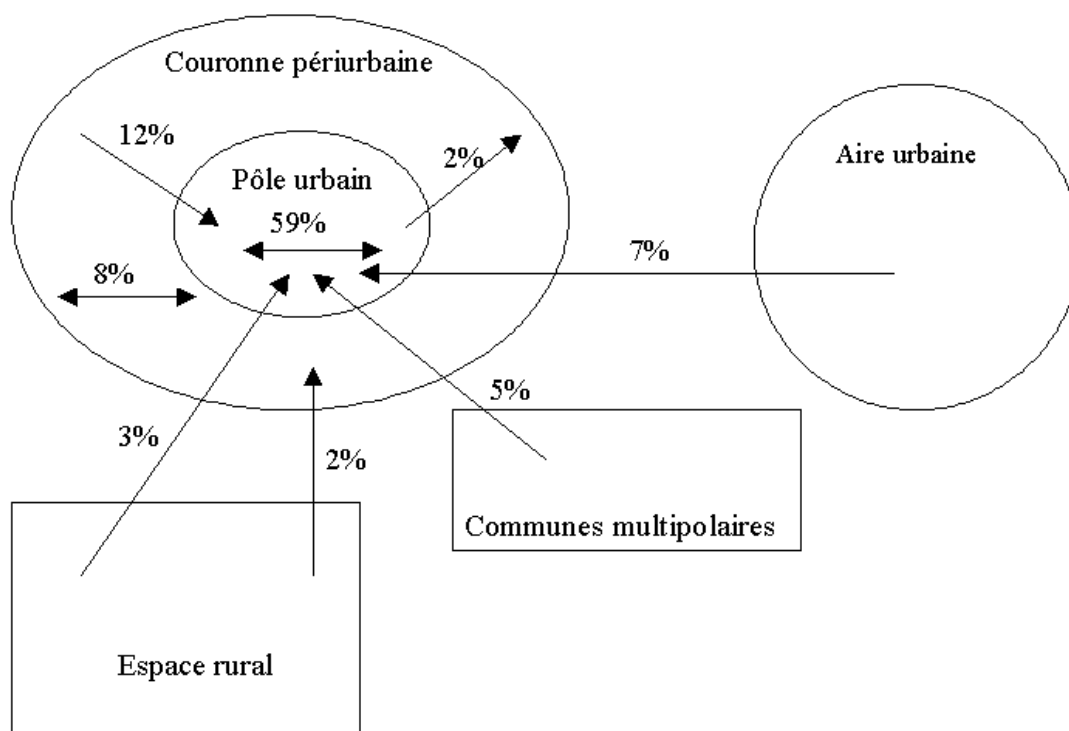 Couronne périurbaine
12%
2%
Aire urbaine
Pôle urbain
59%
7%
8%
5%
3%
2%
Communes multipolaires
Espace rural